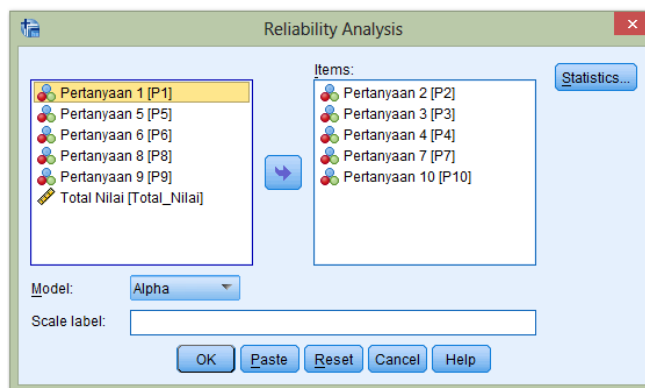 Reliability Analysis
Items:
Pertanyaan 1 [P1]
Pertanyaan 5 [P5]
Pertanyaan 6 [P6]
Pertanyaan 8 [P8]
Pertanyaan 9 [P9]
Total Nilai [Total_Nilai]
Pertanyaan 2 [P2]
Pertanyaan 3 [P3]
Pertanyaan 4 [P4]
Pertanyaan 7 [P7]
Pertanyaan 10 [P10]
Statistics...
Model: Alpha
Scale label:
OK Paste Reset Cancel Help